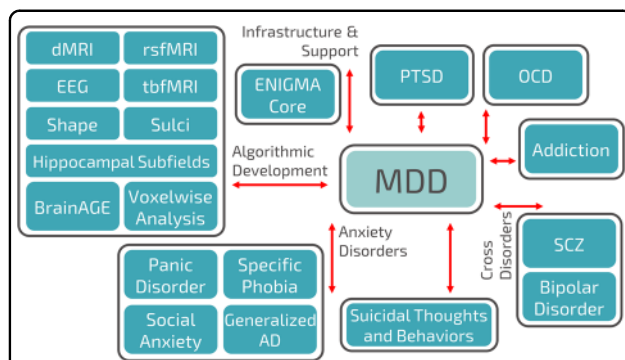 dMRI
rsfMRI
EEG
tbfMRI
Shape
Sulci
Hippocampal Subfields
BrainAGE
Voxelwise
Analysis
Infrastructure &
Support
ENIGMA
Core
PTSD
OCD
Algorithmic
Development
MDD
Addiction
Anxiety
Disorders
Cross
Disorders
SCZ
Bipolar
Disorder
Panic
Disorder
Specific
Phobia
Social
Anxiety
Generalized
AD
Suicidal Thoughts
and Behaviors